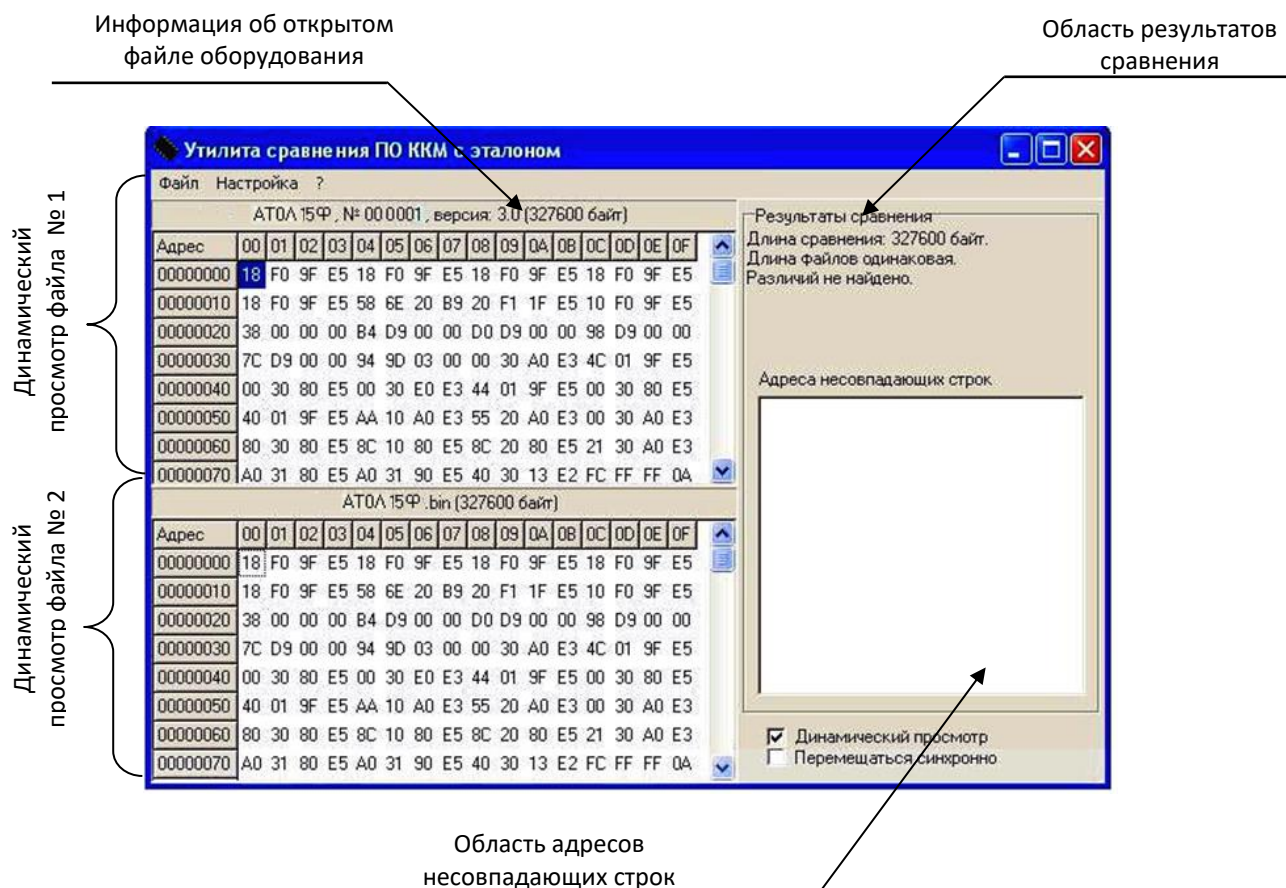 Информация об открытом
файле оборудования
Область результатов
сравнения
Утилита сравнения ПО ККМ с эталоном
Файл Настройка ?
АТОЛ 15Ф, № 000001, версия: 3.0 (327600 байт)
Адрес 00 01 02 03 04 05 06 07 08 09 0A 0B 0C 0D 0E 0F
00000000 18 F0 9F E5 18 F0 9F E5 18 F0 9F E5 18 F0 9F E5
00000010 18 F0 9F E5 58 6E 20 B9 20 F1 1F E5 10 F0 9F E5
00000020 38 00 00 00 B4 D9 00 00 D0 D9 00 00 98 D9 00 00
00000030 7C D9 00 00 94 9D 03 00 00 30 A0 E3 4C 01 9F E5
00000040 00 30 80 E5 00 30 E0 E3 44 01 9F E5 00 30 80 E5
00000050 40 01 9F E5 AA 10 A0 E3 55 20 A0 E3 00 30 A0 E3
00000060 80 30 80 E5 8C 10 80 E5 8C 20 80 E5 21 30 A0 E3
00000070 A0 31 80 E5 A0 31 90 E5 40 30 13 E2 FC FF FF 0A
АТОЛ 15Ф .bin (327600 байт)
Адрес 00 01 02 03 04 05 06 07 08 09 0A 0B 0C 0D 0E 0F
00000000 18 F0 9F E5 18 F0 9F E5 18 F0 9F E5 18 F0 9F E5
00000010 18 F0 9F E5 58 6E 20 B9 20 F1 1F E5 10 F0 9F E5
00000020 38 00 00 00 B4 D9 00 00 D0 D9 00 00 98 D9 00 00
00000030 7C D9 00 00 94 9D 03 00 00 30 A0 E3 4C 01 9F E5
00000040 00 30 80 E5 00 30 E0 E3 44 01 9F E5 00 30 80 E5
00000050 40 01 9F E5 AA 10 A0 E3 55 20 A0 E3 00 30 A0 E3
00000060 80 30 80 E5 8C 10 80 E5 8C 20 80 E5 21 30 A0 E3
00000070 A0 31 80 E5 A0 31 90 E5 40 30 13 E2 FC FF FF 0A
Результаты сравнения
Длина сравнения: 327600 байт.
Длина файлов одинаковая.
Различий не найдено.
Адреса несовпадающих строк
Динамический просмотр
Перемещаться синхронно
Динамический
просмотр файла № 1
Динамический
просмотр файла № 2
Область адресов
несовпадающих строк